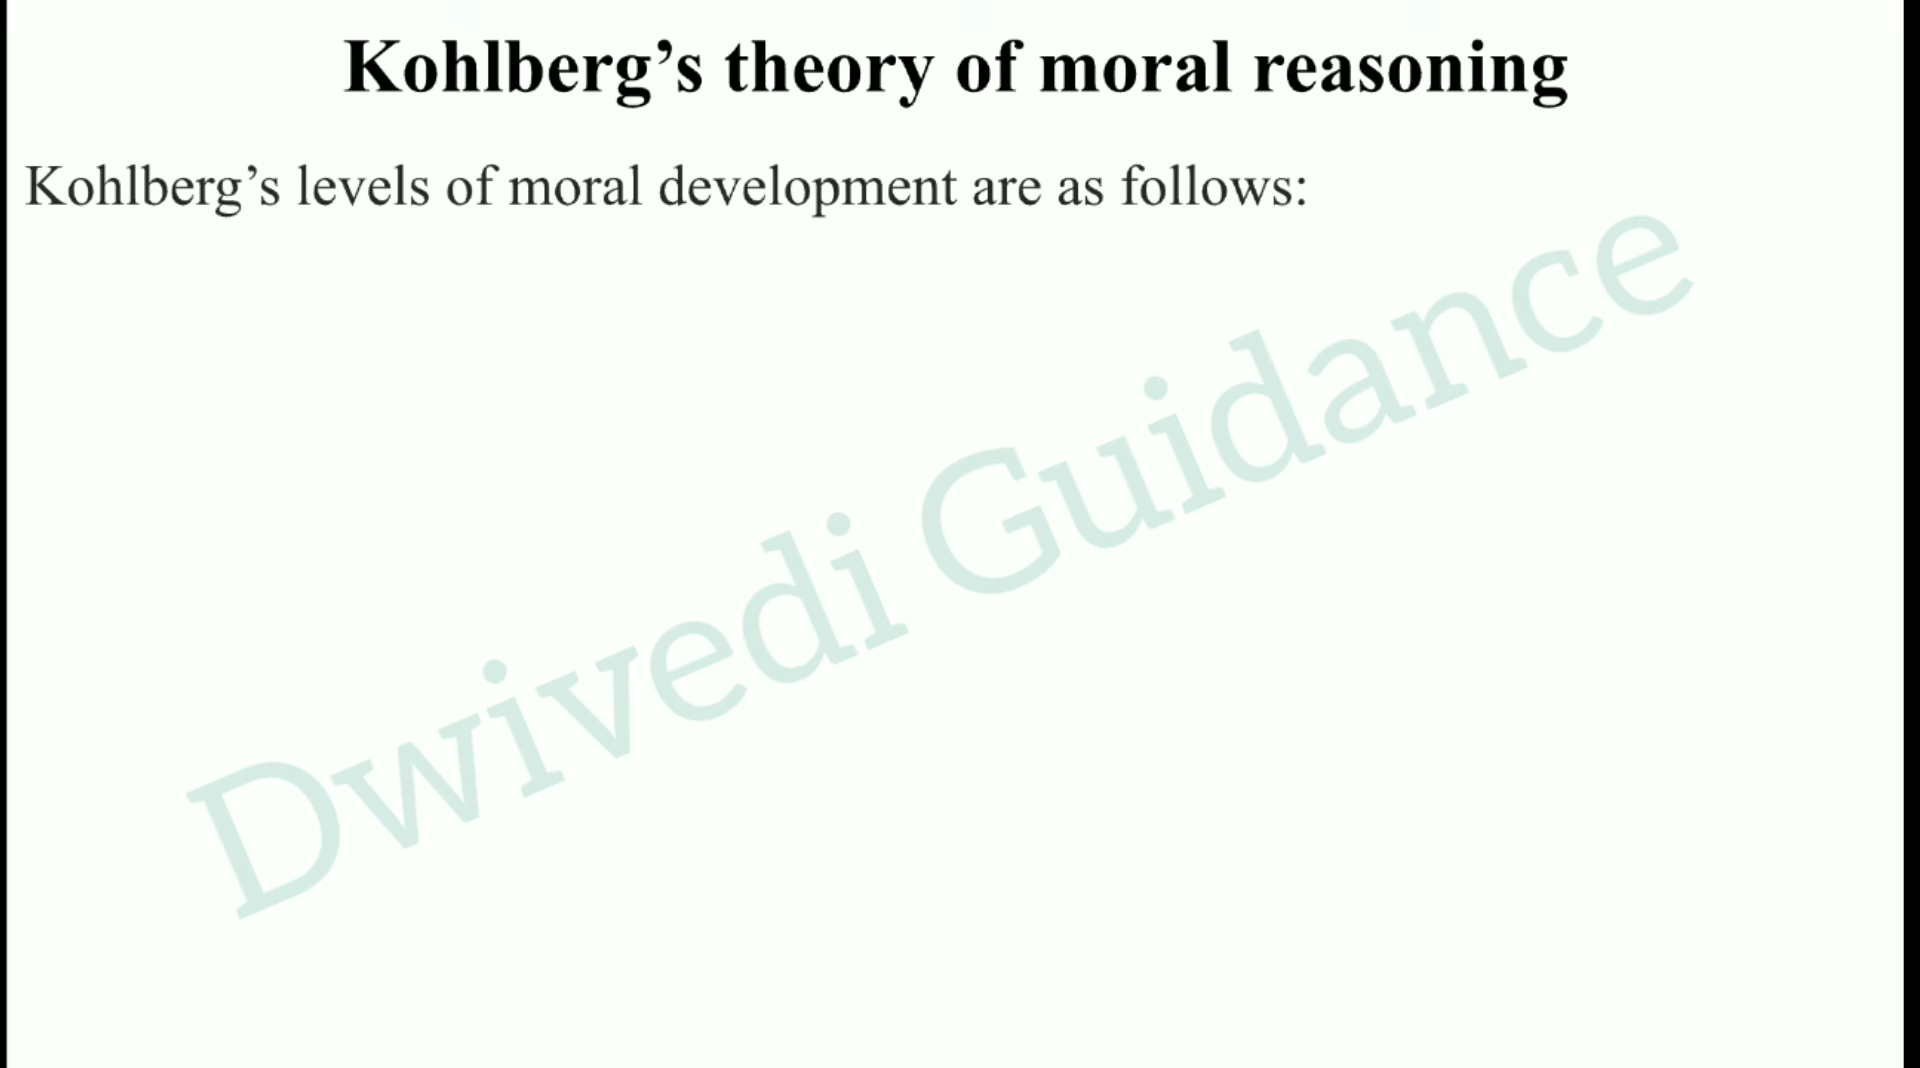 Kohlberg’s theory of moral reasoning
Kohlberg’s levels of moral development are as follows:
Dwivedi Guidance